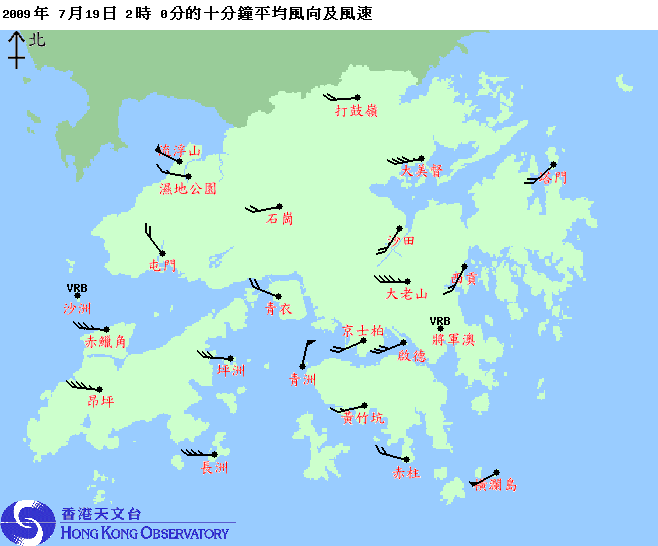 2009年 7月19日 2時 0分的十分鐘平均風向及風速
北
打鼓嶺
流浮山
大美督
塔門
濕地公園
石崗
沙田
屯門
西貢
大老山
VRB
沙洲
青衣
VRB
將軍澳
京士柏
赤鱲角
啟德
坪洲
青洲
昂坪
黃竹坑
長洲
赤柱
橫瀾島
香港天文台
HONG KONG OBSERVATORY